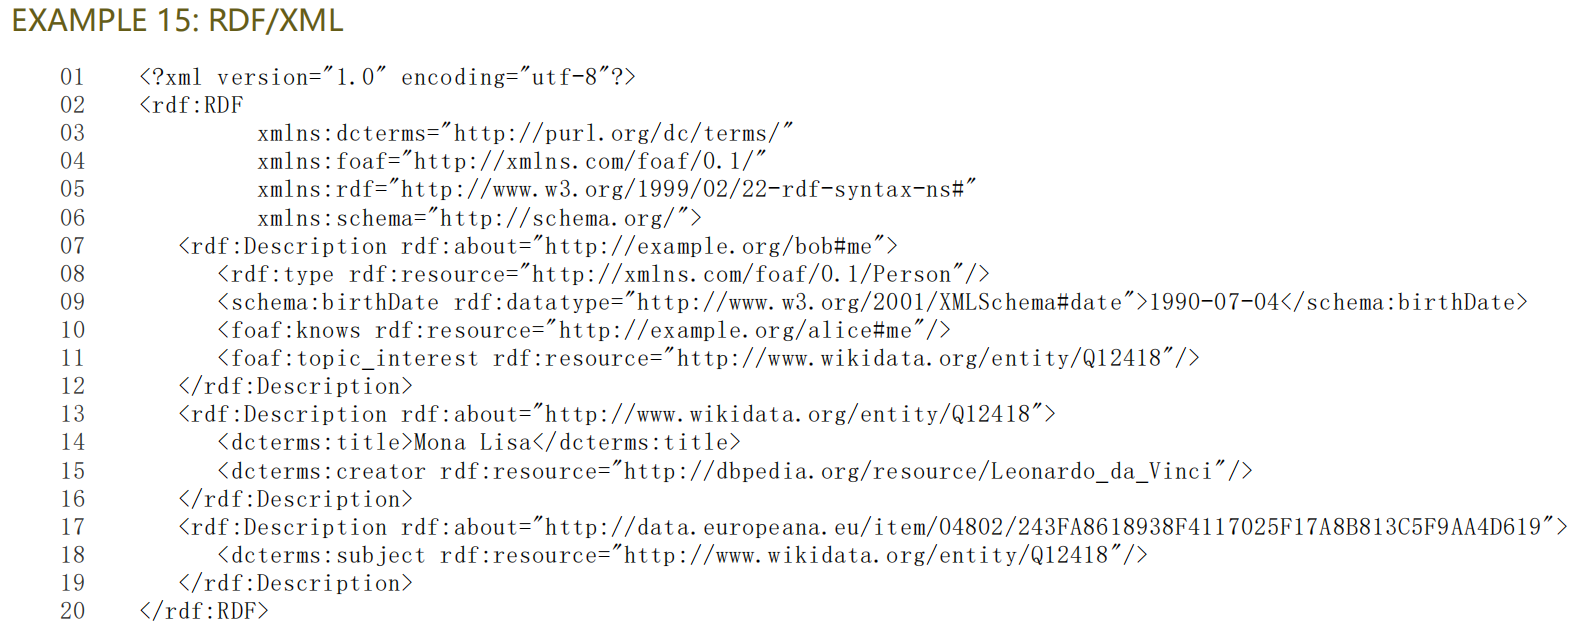 EXAMPLE 15: RDF/XML
01    <?xml version="1.0" encoding="utf-8"?>
02    <rdf:RDF
03             xmlns:dcterms="http://purl.org/dc/terms/"
04             xmlns:foaf="http://xmlns.com/foaf/0.1/"
05             xmlns:rdf="http://www.w3.org/1999/02/22-rdf-syntax-ns#"
06             xmlns:schema="http://schema.org/">
07       <rdf:Description rdf:about="http://example.org/bob#me">
08          <rdf:type rdf:resource="http://xmlns.com/foaf/0.1/Person"/>
09          <schema:birthDate rdf:datatype="http://www.w3.org/2001/XMLSchema#date">1990-07-04</schema:birthDate>
10          <foaf:knows rdf:resource="http://example.org/alice#me"/>
11          <foaf:topic_interest rdf:resource="http://www.wikidata.org/entity/Q12418"/>
12       </rdf:Description>
13       <rdf:Description rdf:about="http://www.wikidata.org/entity/Q12418">
14          <dcterms:title>Mona Lisa</dcterms:title>
15          <dcterms:creator rdf:resource="http://dbpedia.org/resource/Leonardo_da_Vinci"/>
16       </rdf:Description>
17       <rdf:Description rdf:about="http://data.europeana.eu/item/04802/243FA8618938F4117025F17A8B813C5F9AA4D619">
18          <dcterms:subject rdf:resource="http://www.wikidata.org/entity/Q12418"/>
19       </rdf:Description>
20    </rdf:RDF>